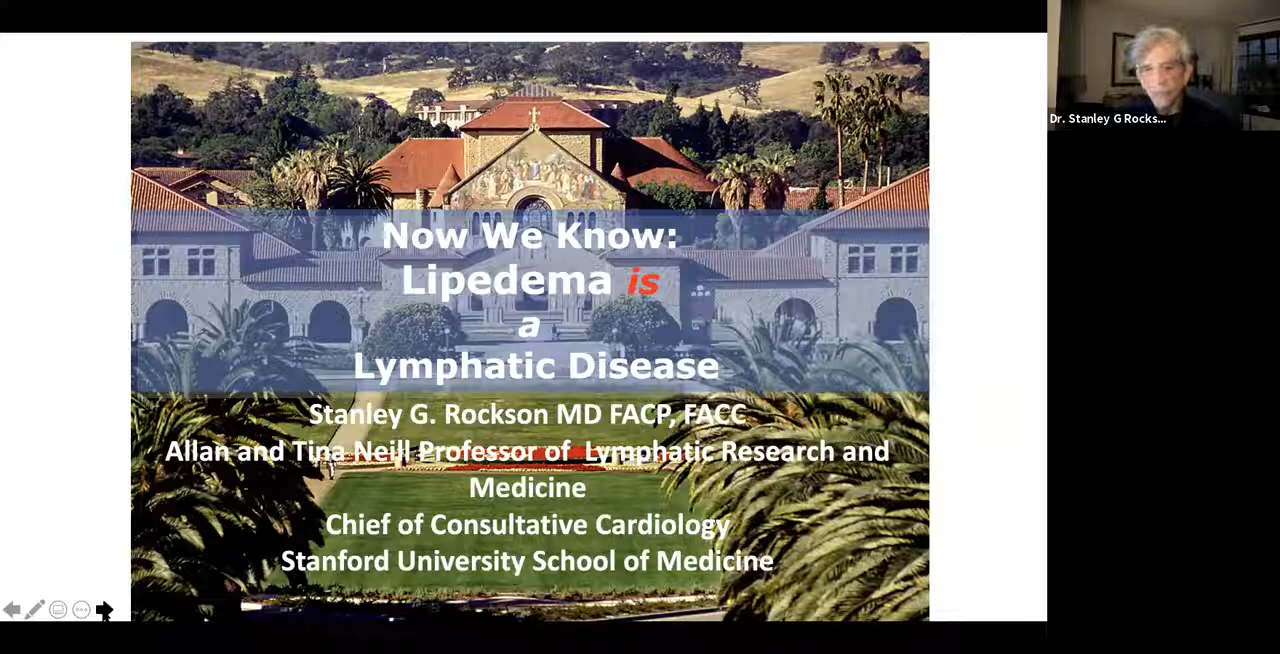 Now We Know:
Lipedema is
a
Lymphatic Disease
Stanley G. Rockson MD FACP, FACC
Allan and Tina Neill Professor of Lymphatic Research and
Medicine
Chief of Consultative Cardiology
Stanford University School of Medicine
Dr. Stanley G Rocks...